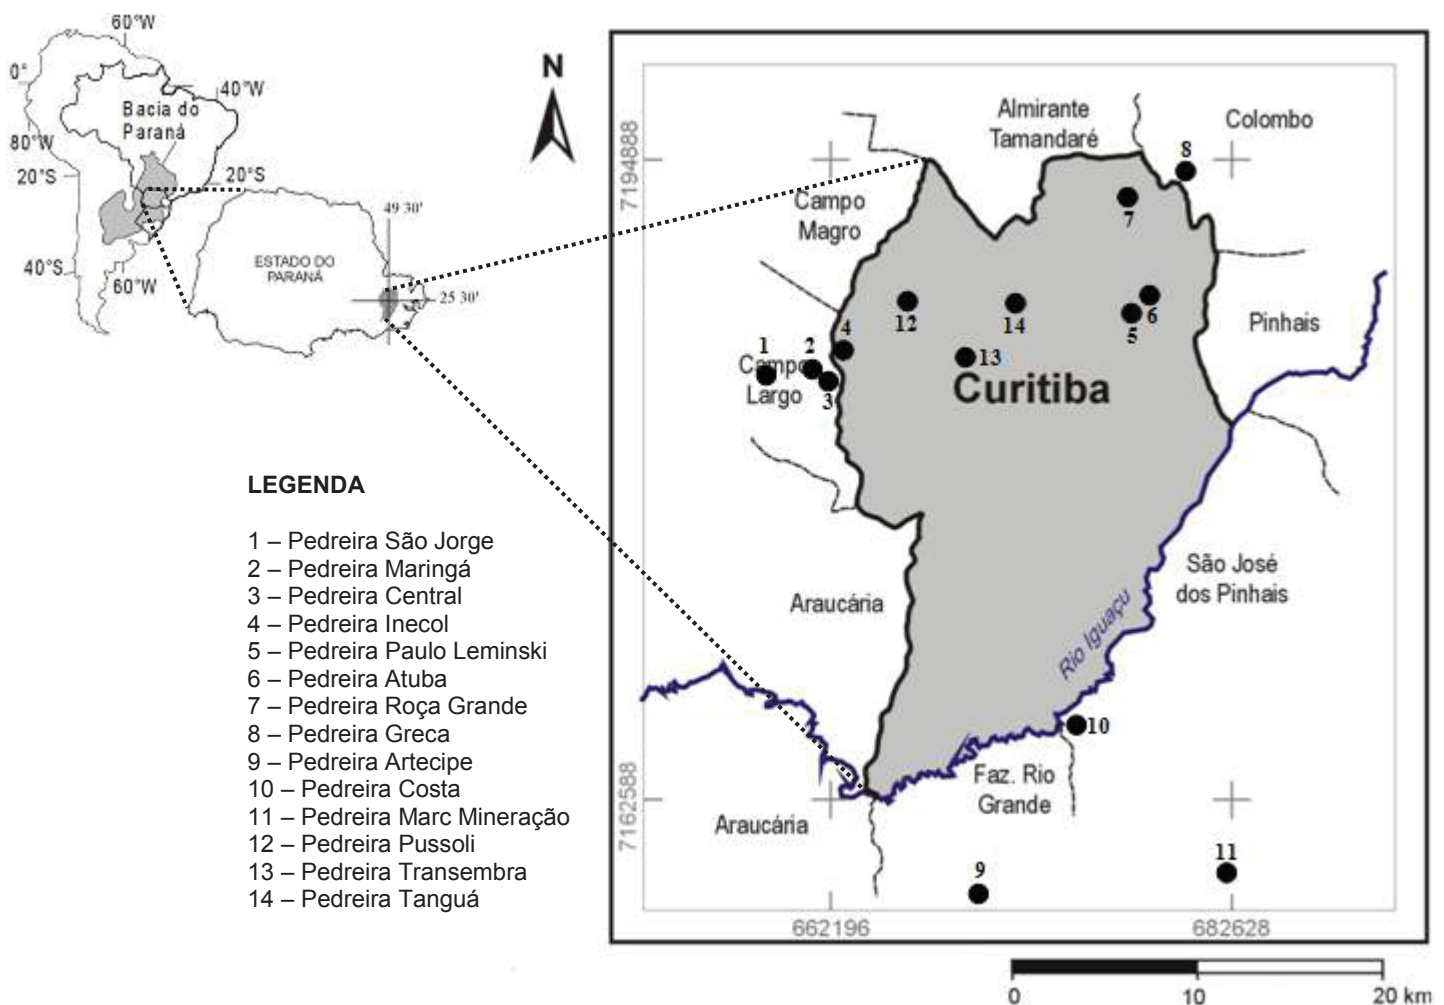 60°W
0°
40°W
Bacia do
Paraná
80°W
20°S
20°S
49 30'
ESTADO DO
PARANÁ
25 30'
40°S
60°W
N
7194888
7162588
662196
682628
Almirante
Tamandaré
Colombo
8
Campo
Magro
7
12
14
6
5
Pinhais
4
1
2
13
Campo
Largo
3
Curitiba
São José
dos Pinhais
Araucária
Rio Iguaçu
10
Faz. Rio
Grande
Araucária
9
11
0
10
20 km
LEGENDA
1 – Pedreira São Jorge
2 – Pedreira Maringá
3 – Pedreira Central
4 – Pedreira Inecol
5 – Pedreira Paulo Leminski
6 – Pedreira Atuba
7 – Pedreira Roça Grande
8 – Pedreira Greca
9 – Pedreira Artecipe
10 – Pedreira Costa
11 – Pedreira Marc Mineração
12 – Pedreira Pussoli
13 – Pedreira Transembra
14 – Pedreira Tanguá